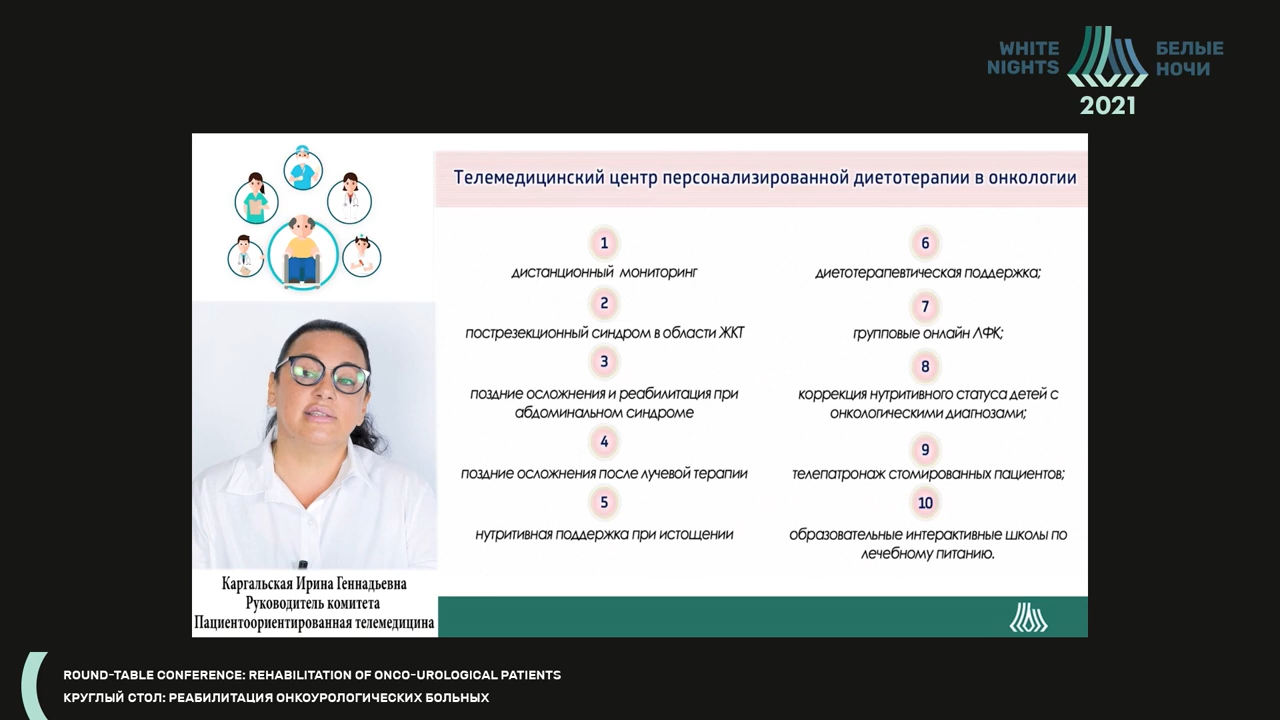 WHITE
NIGHTS
БЕЛЫЕ
НОЧИ
2021
Телемедицинский центр персонализированной диетотерапии в онкологии
1
дистанционный мониторинг
2
пострезекционный синдром в области ЖКТ
3
поздние осложнения и реабилитация при
абдоминальном синдроме
4
поздние осложнения после лучевой терапии
5
нутритивная поддержка при истощении
6
диетотерапевтическая поддержка;
7
групповые онлайн ЛФК;
8
коррекция нутритивного статуса детей с
онкологическими диагнозами;
9
телепатронаж стомированных пациентов;
10
образовательные интерактивные школы по
лечебному питанию.
Каргальская Ирина Геннадьевна
Руководитель комитета
Пациентоориентированная телемедицина
ROUND-TABLE CONFERENCE: REHABILITATION OF ONCO-UROLOGICAL PATIENTS
КРУГЛЫЙ СТОЛ: РЕАБИЛИТАЦИЯ ОНКОУРОЛОГИЧЕСКИХ БОЛЬНЫХ